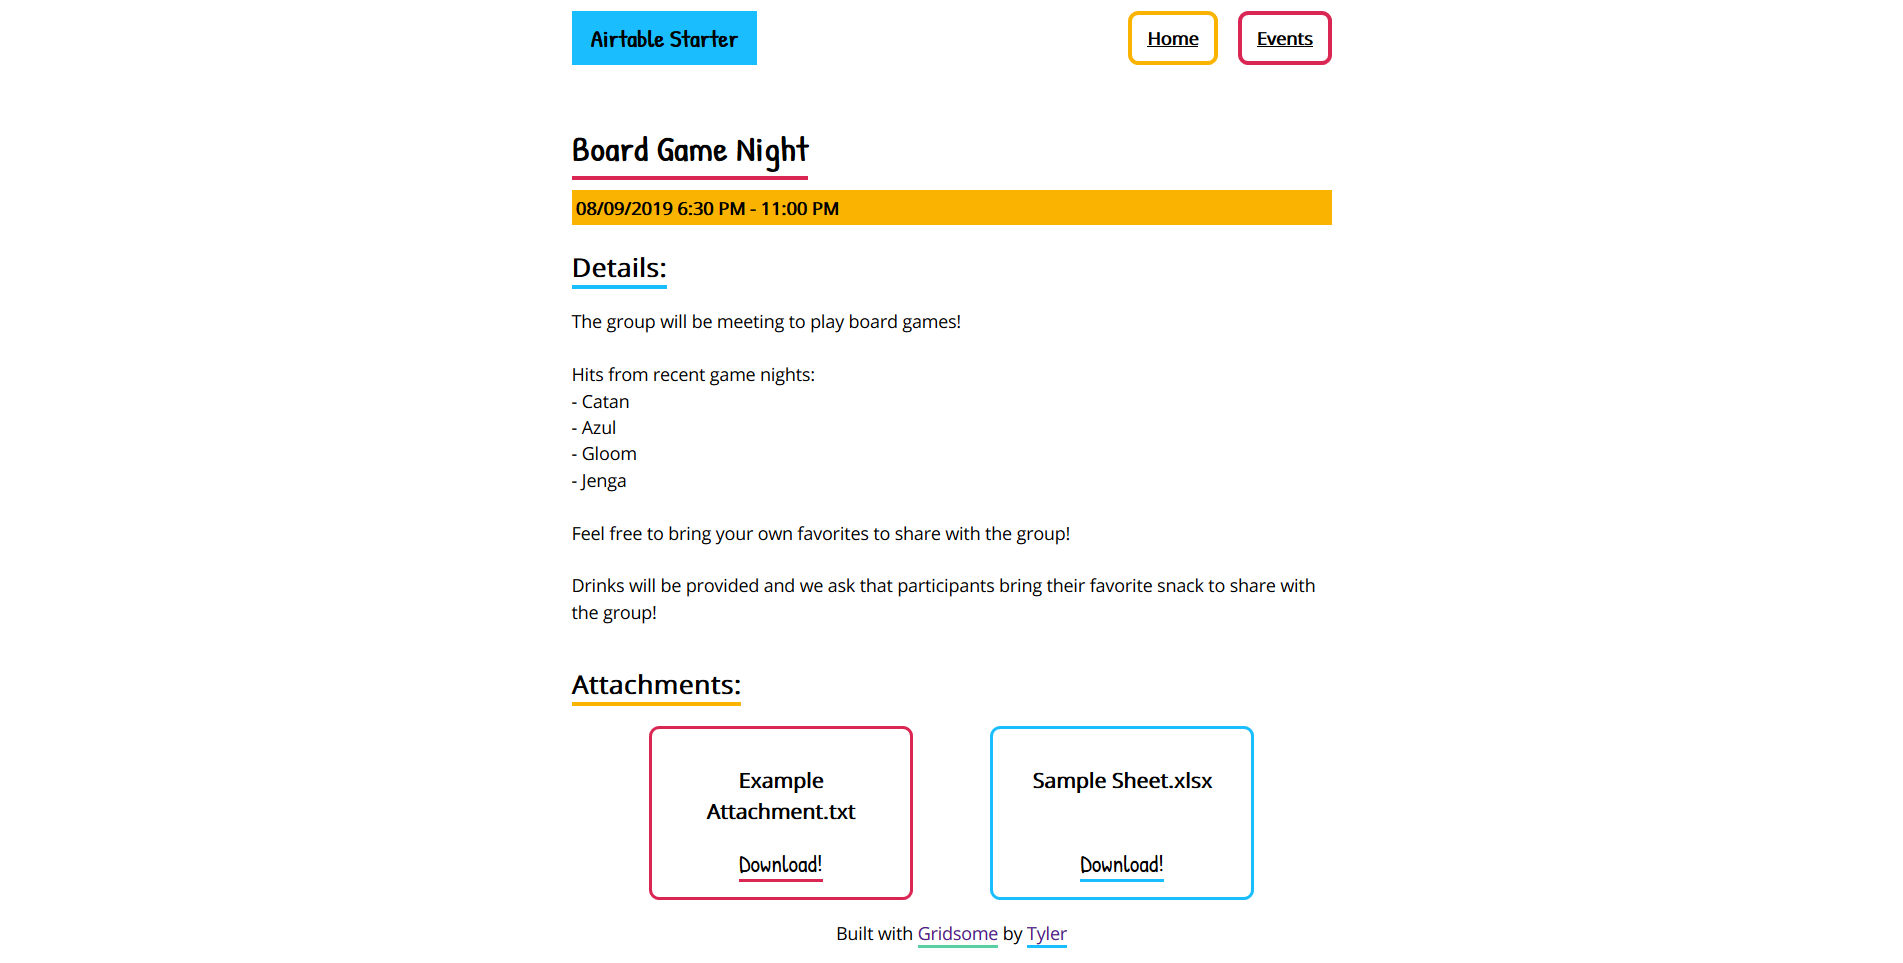 Airtable Starter
Home
Events
Board Game Night
08/09/2019 6:30 PM - 11:00 PM
Details:
The group will be meeting to play board games!
Hits from recent game nights:
- Catan
- Azul
- Gloom
- Jenga
Feel free to bring your own favorites to share with the group!
Drinks will be provided and we ask that participants bring their favorite snack to share with
the group!
Attachments:
Example
Attachment.txt
Download!
Sample Sheet.xlsx
Download!
Built with Gridsome by Tyler